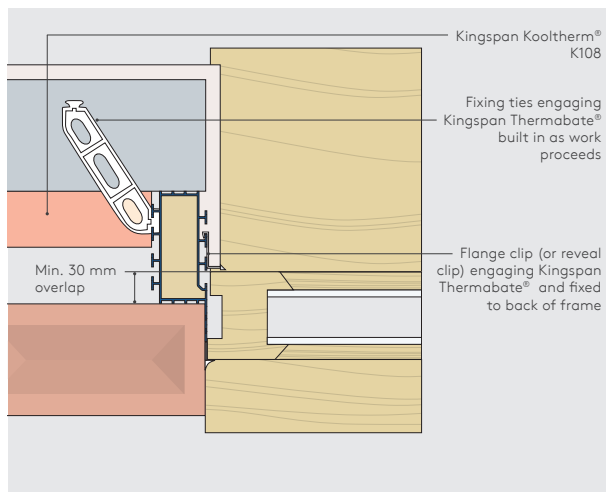 Kingspan Kooltherm®
K108
Fixing ties engaging
Kingspan Thermabate®
built in as work
proceeds
Flange clip (or reveal
clip) engaging Kingspan
Thermabate® and fixed
to back of frame
Min. 30 mm
overlap